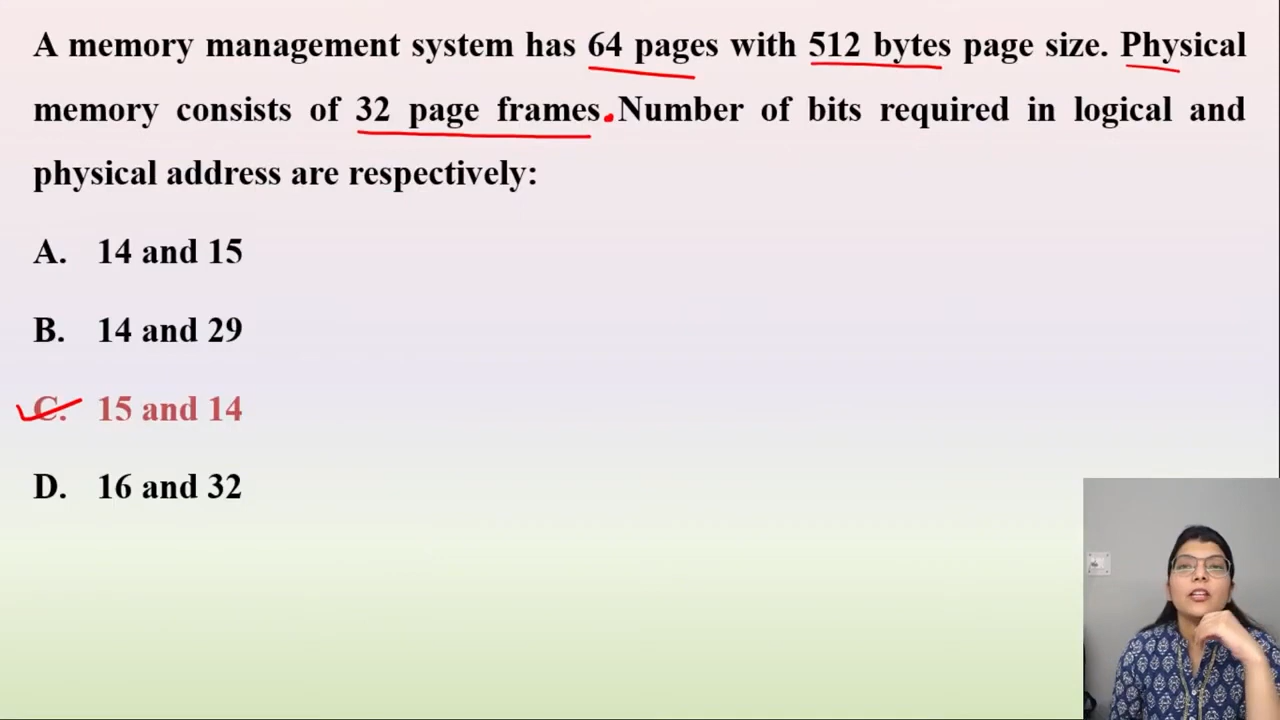 A memory management system has 64 pages with 512 bytes page size. Physical
memory consists of 32 page frames. Number of bits required in logical and
physical address are respectively:
A. 14 and 15
B. 14 and 29
C. 15 and 14
D. 16 and 32